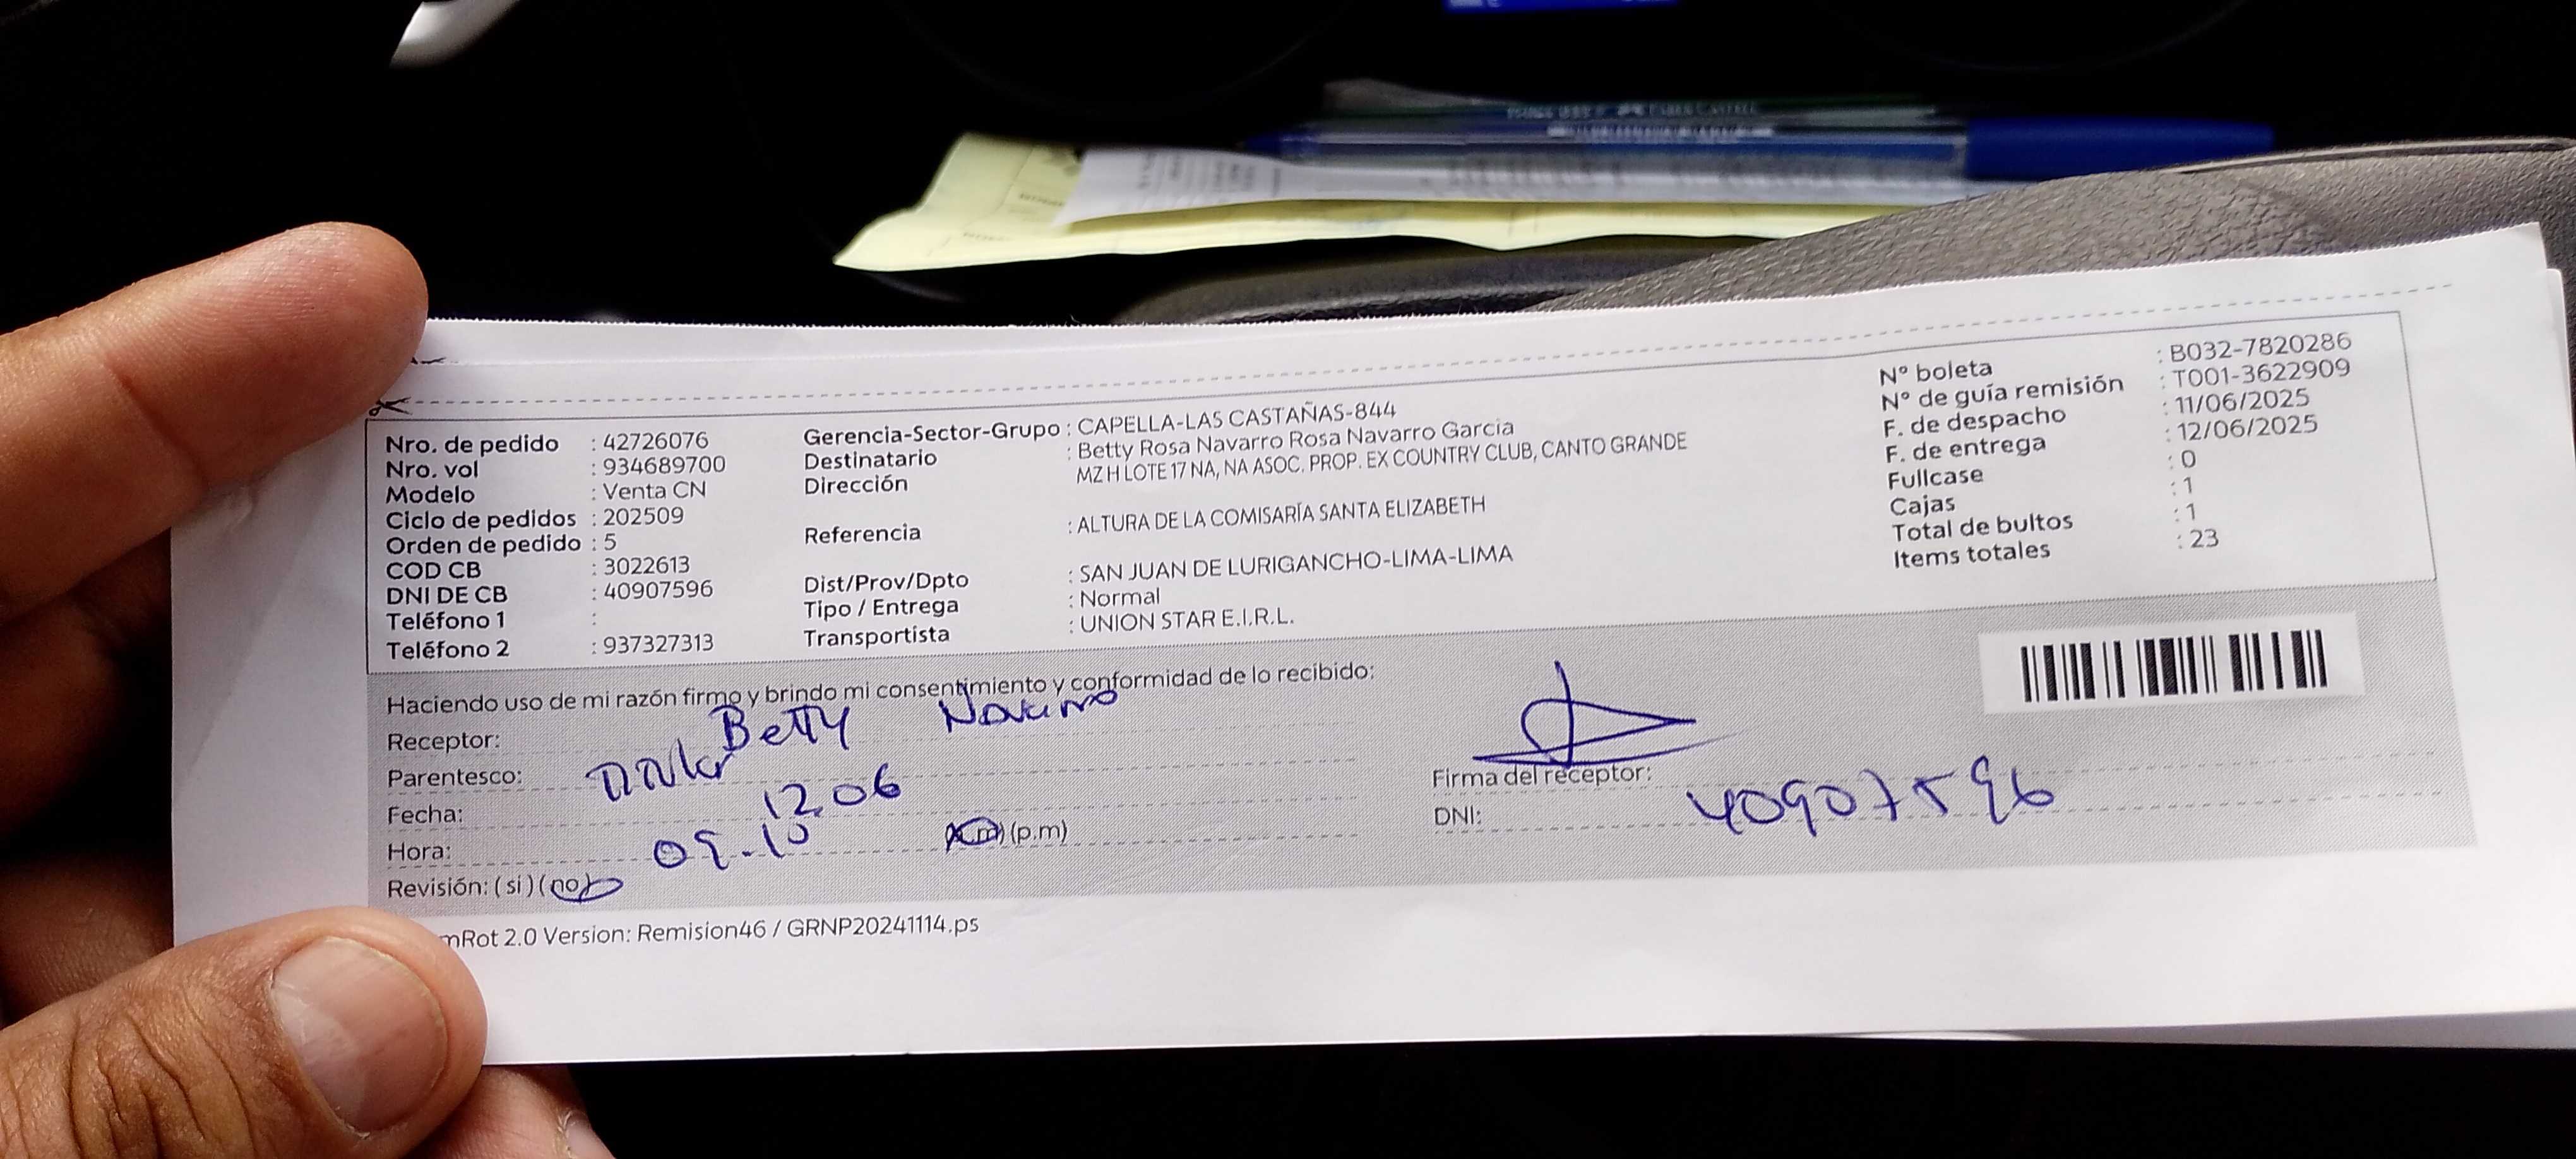 Nro. de pedido : 42726076
Nro. vol : 934689700
Modelo : Venta CN
Ciclo de pedidos : 202509
Orden de pedido : 5
COD CB : 3022613
DNI DE CB : 40907596
Teléfono 1 :
Teléfono 2 : 937327313
Gerencia-Sector-Grupo : CAPELLA-LAS CASTAÑAS-844
Destinatario : Betty Rosa Navarro Rosa Navarro Garcia
Dirección MZ H LOTE 17 NA, NA ASOC. PROP. EX COUNTRY CLUB, CANTO GRANDE
Referencia : ALTURA DE LA COMISARÍA SANTA ELIZABETH
Dist/Prov/Dpto : SAN JUAN DE LURIGANCHO-LIMA-LIMA
Tipo / Entrega : Normal
Transportista : UNION STAR E.I.R.L.
N° boleta : B032-7820286
N° de guía remisión : T001-3622909
F. de despacho : 11/06/2025
F. de entrega : 12/06/2025
Fullcase : 0
Cajas : 1
Total de bultos : 1
Items totales : 23
Haciendo uso de mi razón firmo y brindo mi consentimiento y conformidad de lo recibido:
Receptor: Betty Navarro
Parentesco:
Fecha: 12.06
Hora: 09.10 (a.m) (p.m)
Revisión: (si) (no)
Firma del receptor:
DNI: 40907596
mRot 2.0 Version: Remision46 / GRNP20241114.ps